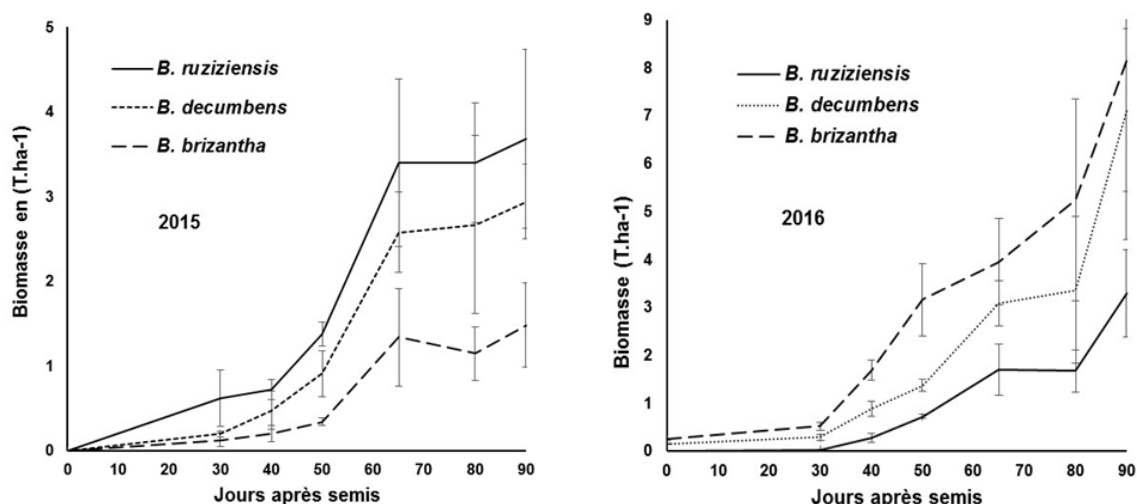 5
4
3
2
1
0
Biomasse en (T.ha-1)
B. ruziziensis
B. decumbens
B. brizantha
2015
0 10 20 30 40 50 60 70 80 90
Jours après semis
9
8
7
6
5
4
3
2
1
0
Biomasse (T.ha-1)
B. ruziziensis
B. decumbens
B. brizantha
2016
0 10 20 30 40 50 60 70 80 90
Jours après semis